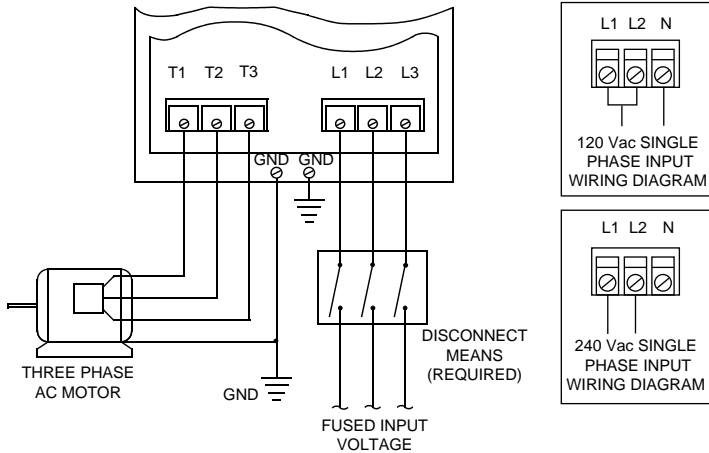 T1 T2 T3
L1 L2 L3
GND GND
THREE PHASE
AC MOTOR
GND
DISCONNECT
MEANS
(REQUIRED)
FUSED INPUT
VOLTAGE
L1 L2 N
120 Vac SINGLE
PHASE INPUT
WIRING DIAGRAM
L1 L2 N
240 Vac SINGLE
PHASE INPUT
WIRING DIAGRAM